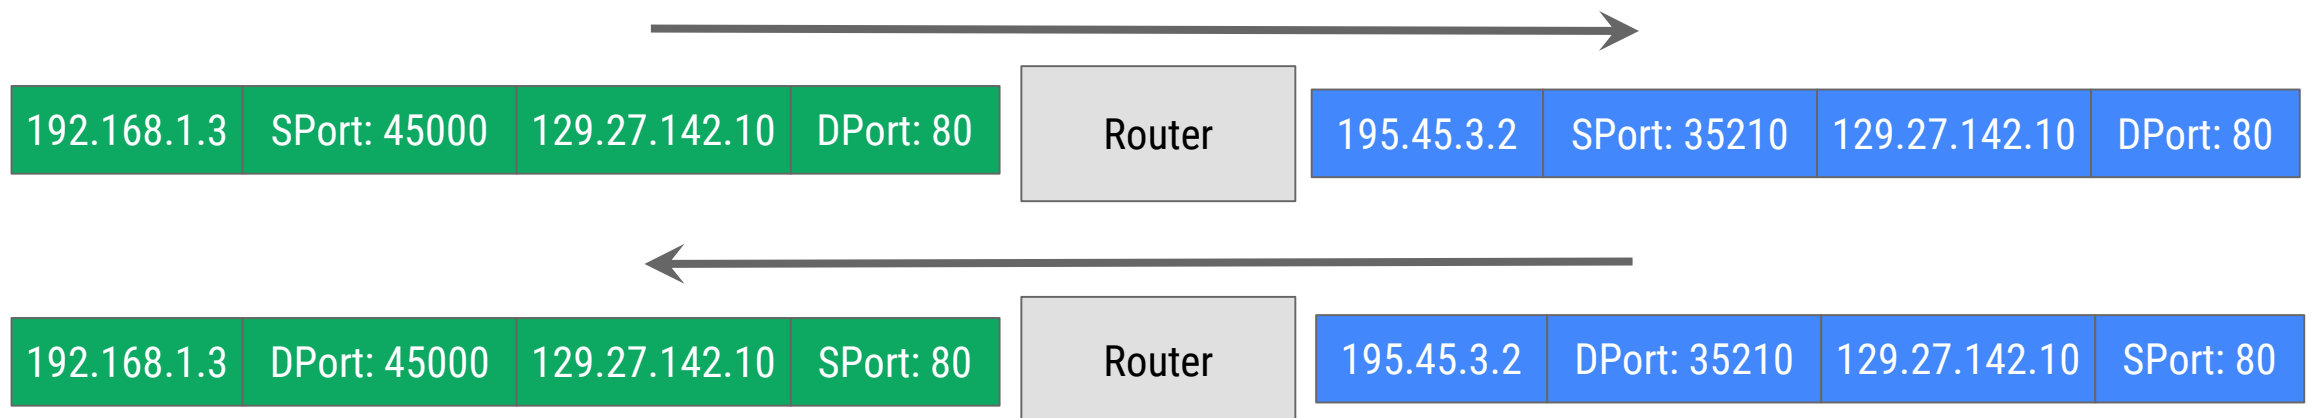 192.168.1.3 SPort: 45000 129.27.142.10 DPort: 80 Router 195.45.3.2 SPort: 35210 129.27.142.10 DPort: 80
192.168.1.3 DPort: 45000 129.27.142.10 SPort: 80 Router 195.45.3.2 DPort: 35210 129.27.142.10 SPort: 80